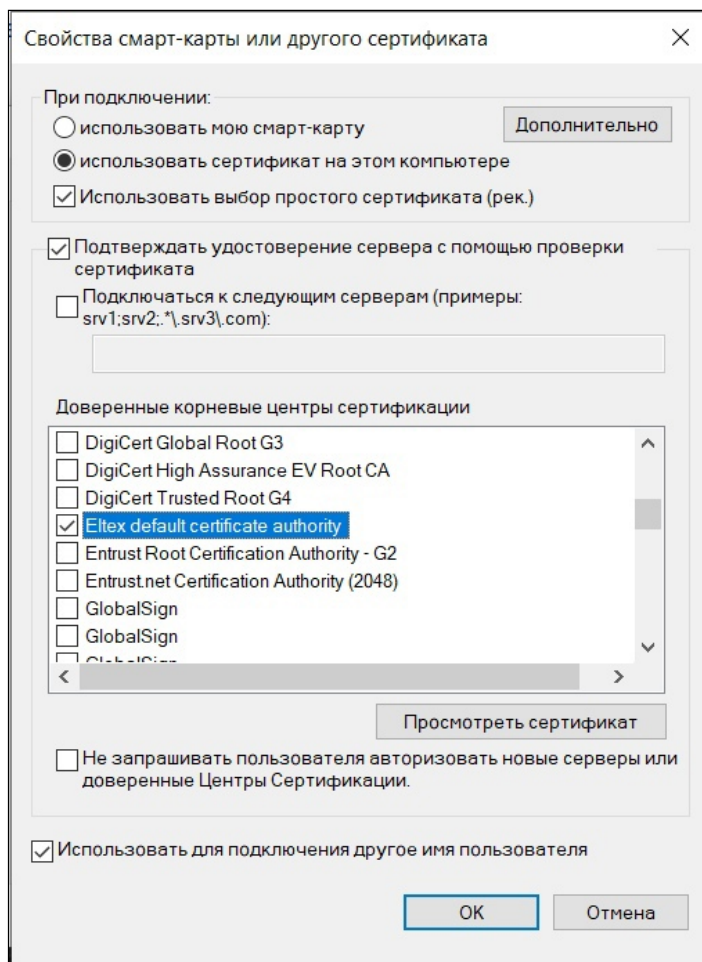 Свойства смарт-карты или другого сертификата
При подключении:
использовать мою смарт-карту
Дополнительно
использовать сертификат на этом компьютере
Использовать выбор простого сертификата (рек.)
Подтверждать удостоверение сервера с помощью проверки
сертификата
Подключаться к следующим серверам (примеры:
srv1;srv2;.*\.srv3\.com):
Доверенные корневые центры сертификации
DigiCert Global Root G3
DigiCert High Assurance EV Root CA
DigiCert Trusted Root G4
Eltex default certificate authority
Entrust Root Certification Authority - G2
Entrust.net Certification Authority (2048)
GlobalSign
GlobalSign
GlobalSign
Просмотреть сертификат
Не запрашивать пользователя авторизовать новые серверы или
доверенные Центры Сертификации.
Использовать для подключения другое имя пользователя
ОК
Отмена